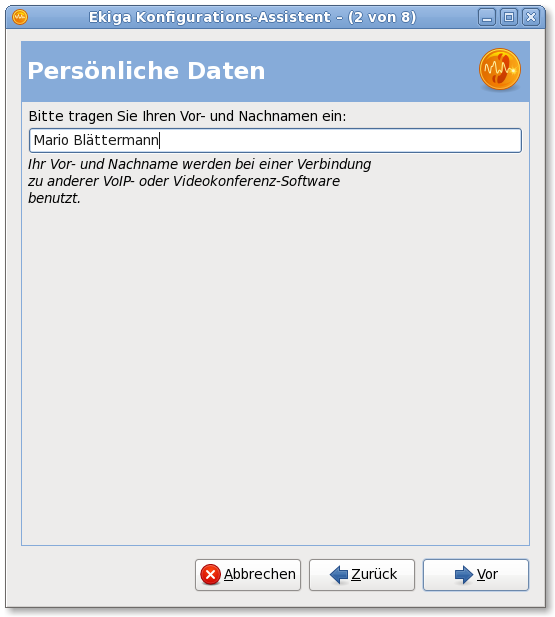 Ekiga Konfigurations-Assistent – (2 von 8)
Persönliche Daten
Bitte tragen Sie Ihren Vor- und Nachnamen ein:
Mario Blättermann
Ihr Vor- und Nachname werden bei einer Verbindung
zu anderer VoIP- oder Videokonferenz-Software
benutzt.
Abbrechen
Zurück
Vor